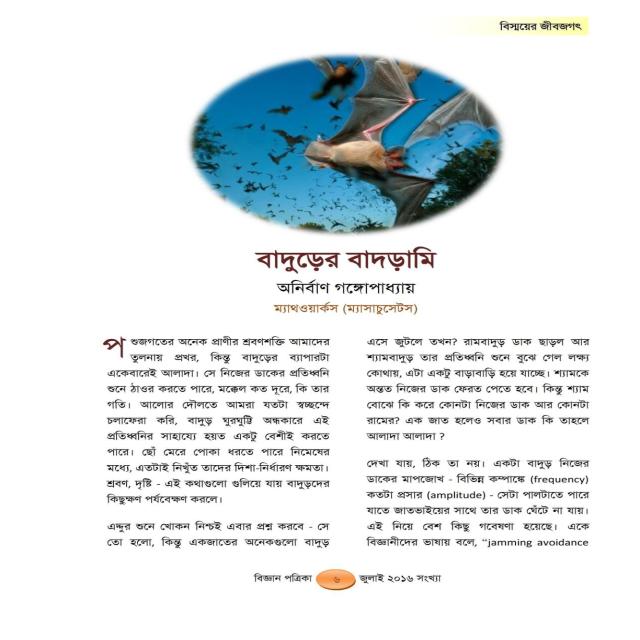 বিস্ময়ের জীবজগৎ
বাদুড়ের বাদড়ামি
অনির্বাণ গঙ্গোপাধ্যায়
ম্যাথওয়ার্কস (ম্যাসাচুসেটস)
পশুজগতের অনেক প্রাণীর শ্রবণশক্তি আমাদের
তুলনায় প্রখর, কিন্তু বাদুড়ের ব্যাপারটা
একেবারেই আলাদা। সে নিজের ডাকের প্রতিধ্বনি
শুনে ঠাওর করতে পারে, মক্কেল কত দূরে, কি তার
গতি। আলোর দৌলতে আমরা যতটা স্বচ্ছন্দে
চলাফেরা করি, বাদুড় ঘুরঘুট্টি অন্ধকারে এই
প্রতিধ্বনির সাহায্যে হয়ত একটু বেশীই করতে
পারে। ছোঁ মেরে পোকা ধরতে পারে নিমেষের
মধ্যে, এতটাই নিখুঁত তাদের দিশা-নির্ধারণ ক্ষমতা।
শ্রবণ, দৃষ্টি - এই কথাগুলো গুলিয়ে যায় বাদুড়দের
কিছুক্ষণ পর্যবেক্ষণ করলে।
এদ্দুর শুনে খোকন নিশ্চই এবার প্রশ্ন করবে - সে
তো হলো, কিন্তু একজাতের অনেকগুলো বাদুড়
এসে জুটলে তখন? রামবাদুড় ডাক ছাড়ল আর
শ্যামবাদুড় তার প্রতিধ্বনি শুনে বুঝে গেল লক্ষ্য
কোথায়, এটা একটু বাড়াবাড়ি হয়ে যাচ্ছে। শ্যামকে
অন্তত নিজের ডাক ফেরত পেতে হবে। কিন্তু শ্যাম
বোঝে কি করে কোনটা নিজের ডাক আর কোনটা
রামের? এক জাত হলেও সবার ডাক কি তাহলে
আলাদা আলাদা ?
দেখা যায়, ঠিক তা নয়। একটা বাদুড় নিজের
ডাকের মাপজোখ - বিভিন্ন কম্পাঙ্কে (frequency)
কতটা প্রসার (amplitude) - সেটা পালটাতে পারে
যাতে জাতভাইয়ের সাথে তার ডাক ঘেঁটে না যায়।
এই নিয়ে বেশ কিছু গবেষণা হয়েছে। একে
বিজ্ঞানীদের ভাষায় বলে, “jamming avoidance
বিজ্ঞান পত্রিকা ৬ জুলাই ২০১৬ সংখ্যা